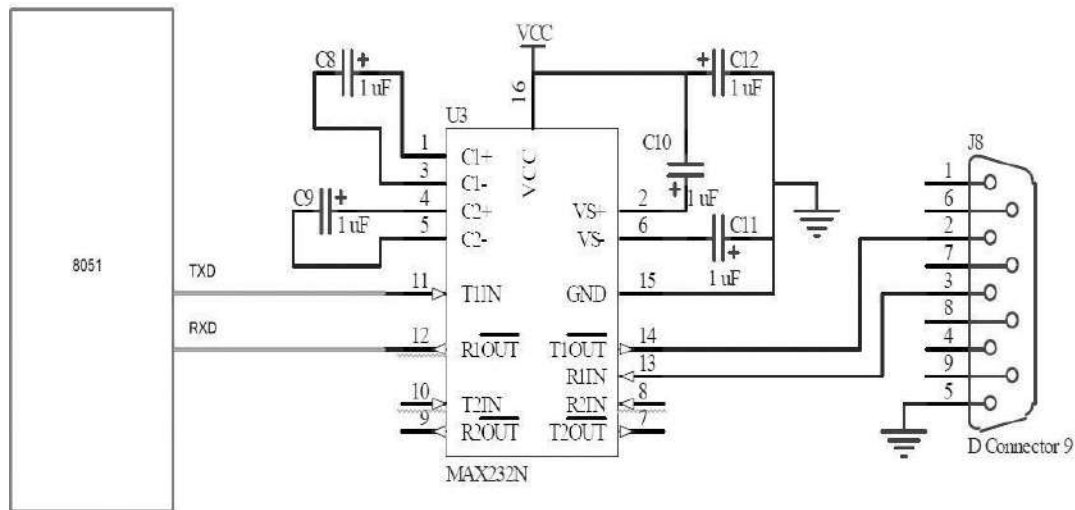 8051
TXD
RXD
C8
+
1 uF
C9
+
1 uF
VCC
16
U3
VCC
1
C1+
3
C1-
4
C2+
5
C2-
11
T1IN
12
R1OUT
10
T2IN
9
R2OUT
VS+
2
VS-
6
GND
15
T1OUT
14
R1IN
13
R2IN
8
T2OUT
7
MAX232N
+
C12
1 uF
C10
+
1 uF
C11
+
1 uF
J8
1
6
2
7
3
8
4
9
5
D Connector 9